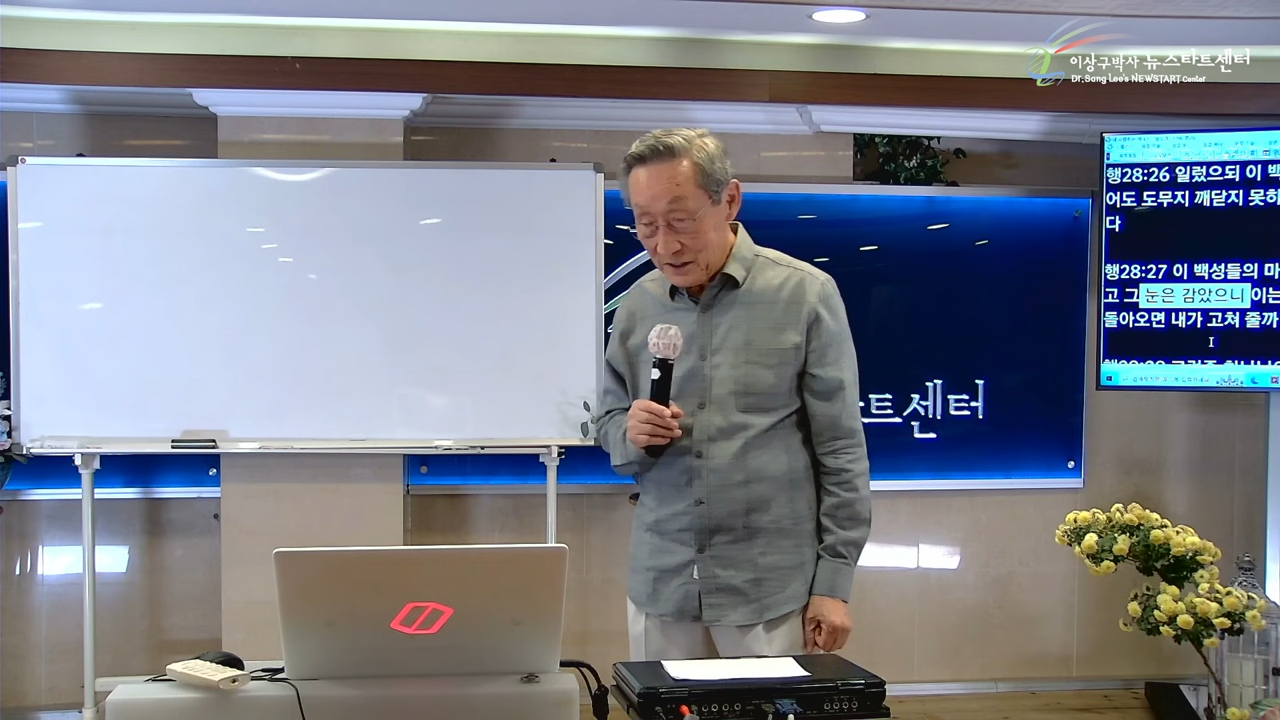 이상구박사 뉴스타트센터
Dr. Sang Lee's NEWSTART Center
행28:26 일렀으되 이 백
어도 도무지 깨닫지 못하
다
행28:27 이 백성들의 마
고 그 눈은 감았으니 이는
돌아오면 내가 고쳐 줄까
트센터